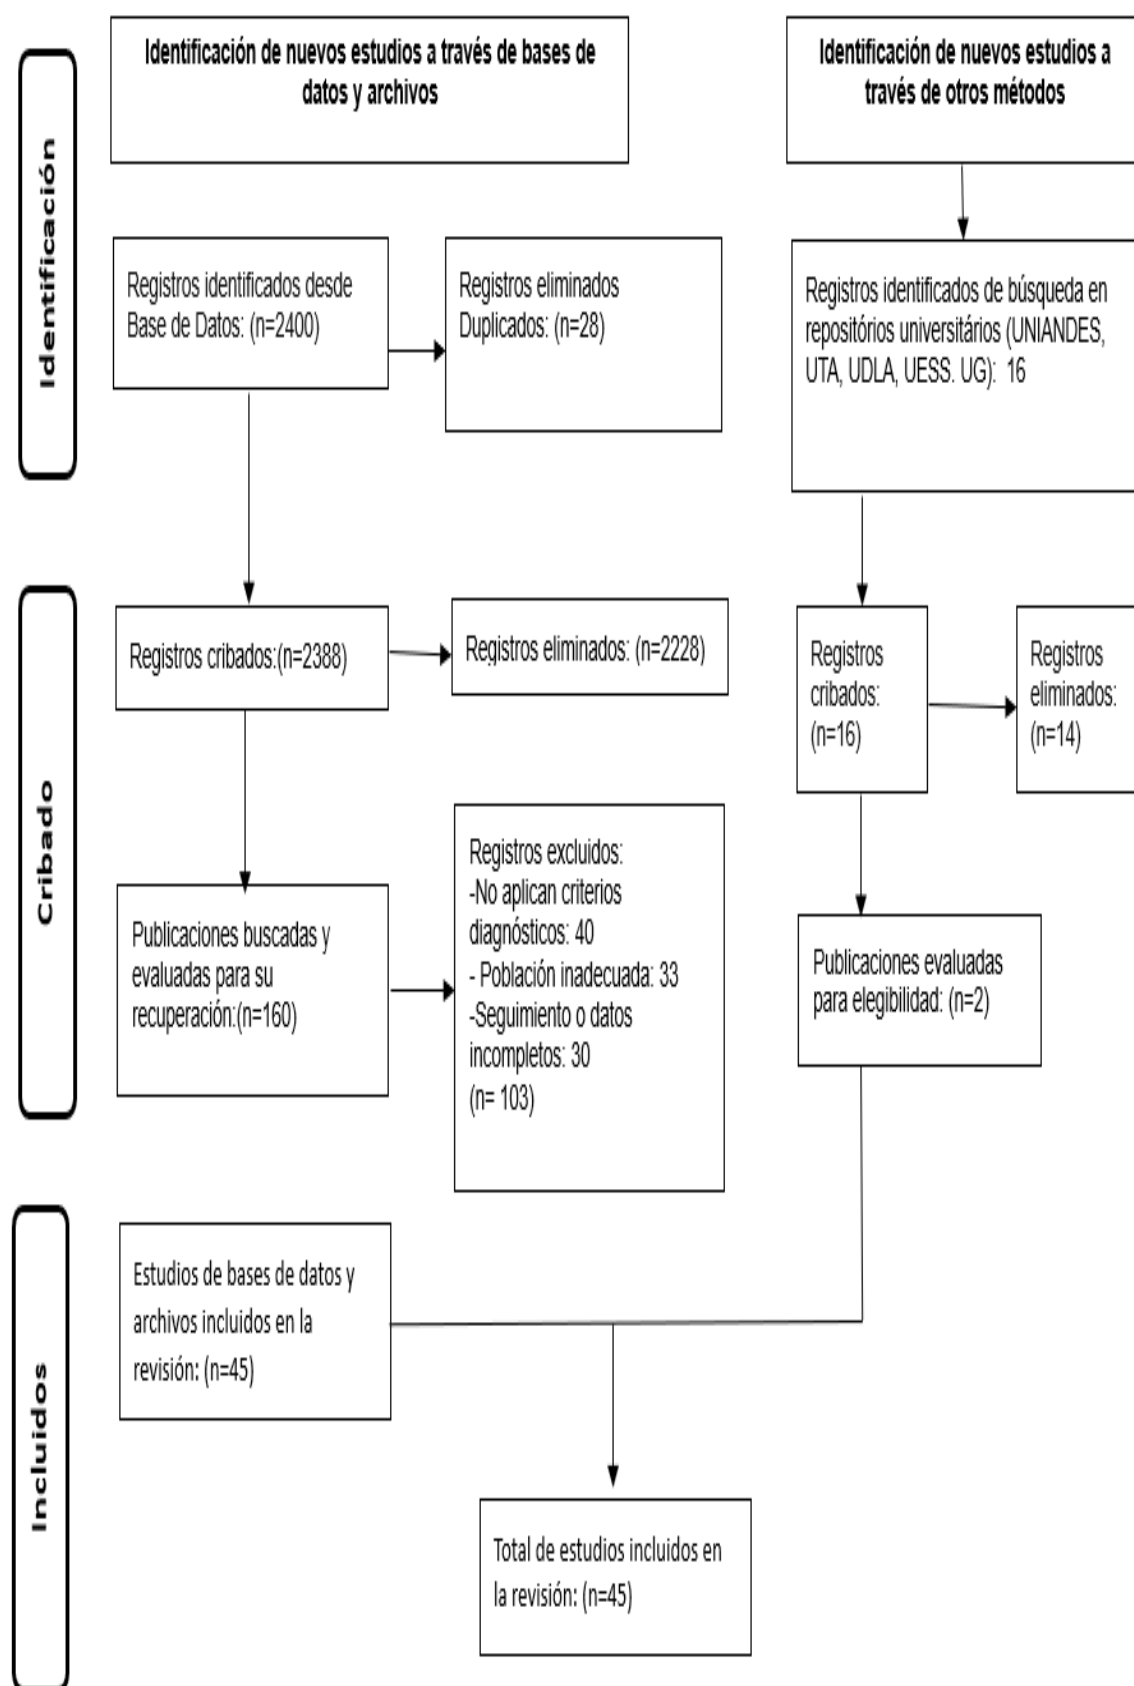 Identificación de nuevos estudios a través de bases de
datos y archivos
Identificación de nuevos estudios a
través de otros métodos
Identificación
Registros identificados desde
Base de Datos: (n=2400)
Registros eliminados
Duplicados: (n=28)
Registros identificados de búsqueda en
repositórios universitários (UNIANDES,
UTA, UDLA, UESS. UG): 16
Cribado
Registros cribados:(n=2388)
Registros eliminados: (n=2228)
Registros
cribados:
(n=16)
Registros
eliminados:
(n=14)
Publicaciones buscadas y
evaluadas para su
recuperación:(n=160)
Registros excluidos:
-No aplican criterios
diagnósticos: 40
- Población inadecuada: 33
-Seguimiento o datos
incompletos: 30
(n= 103)
Publicaciones evaluadas
para elegibilidad: (n=2)
Incluidos
Estudios de bases de datos y
archivos incluidos en la
revisión: (n=45)
Total de estudios incluidos en
la revisión: (n=45)